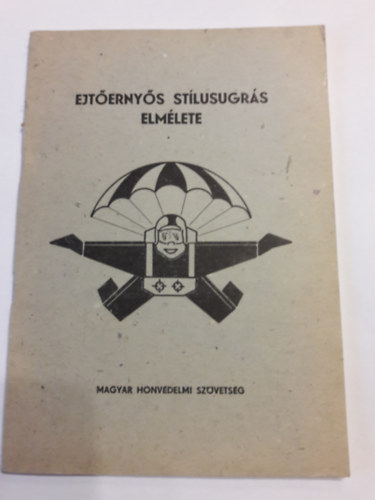 EJTŐERNYŐS STÍLUSUGRÁS
ELMÉLETE
MAGYAR HONVÉDELMI SZÖVETSÉG